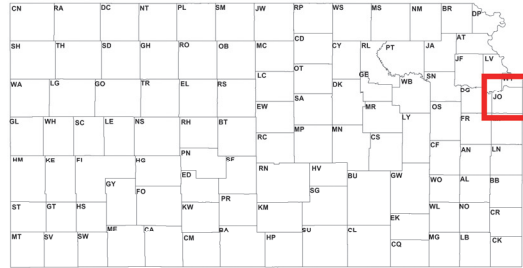 CN RA DC NT PL SM JW RP WS MS NM BR DP
CD AT
SH TH SD GH RO OB MC CY RL PT JA
JF LV
LC OT GE WB SN WY
WA LG GO TR EL RS DK DG JO
EW SA MR OS
GL WH SC LE NS RH BT LY FR
RC MP MN CS
CF AN LN
HM KE FI HG PN SF
RN HV
ED BU GW WO AL BB
GY FO SG
PR
ST GT HS KW KM WL NO
EK CR
MT SV SW ME CA CM BA HP SU CL CQ MG LB CK